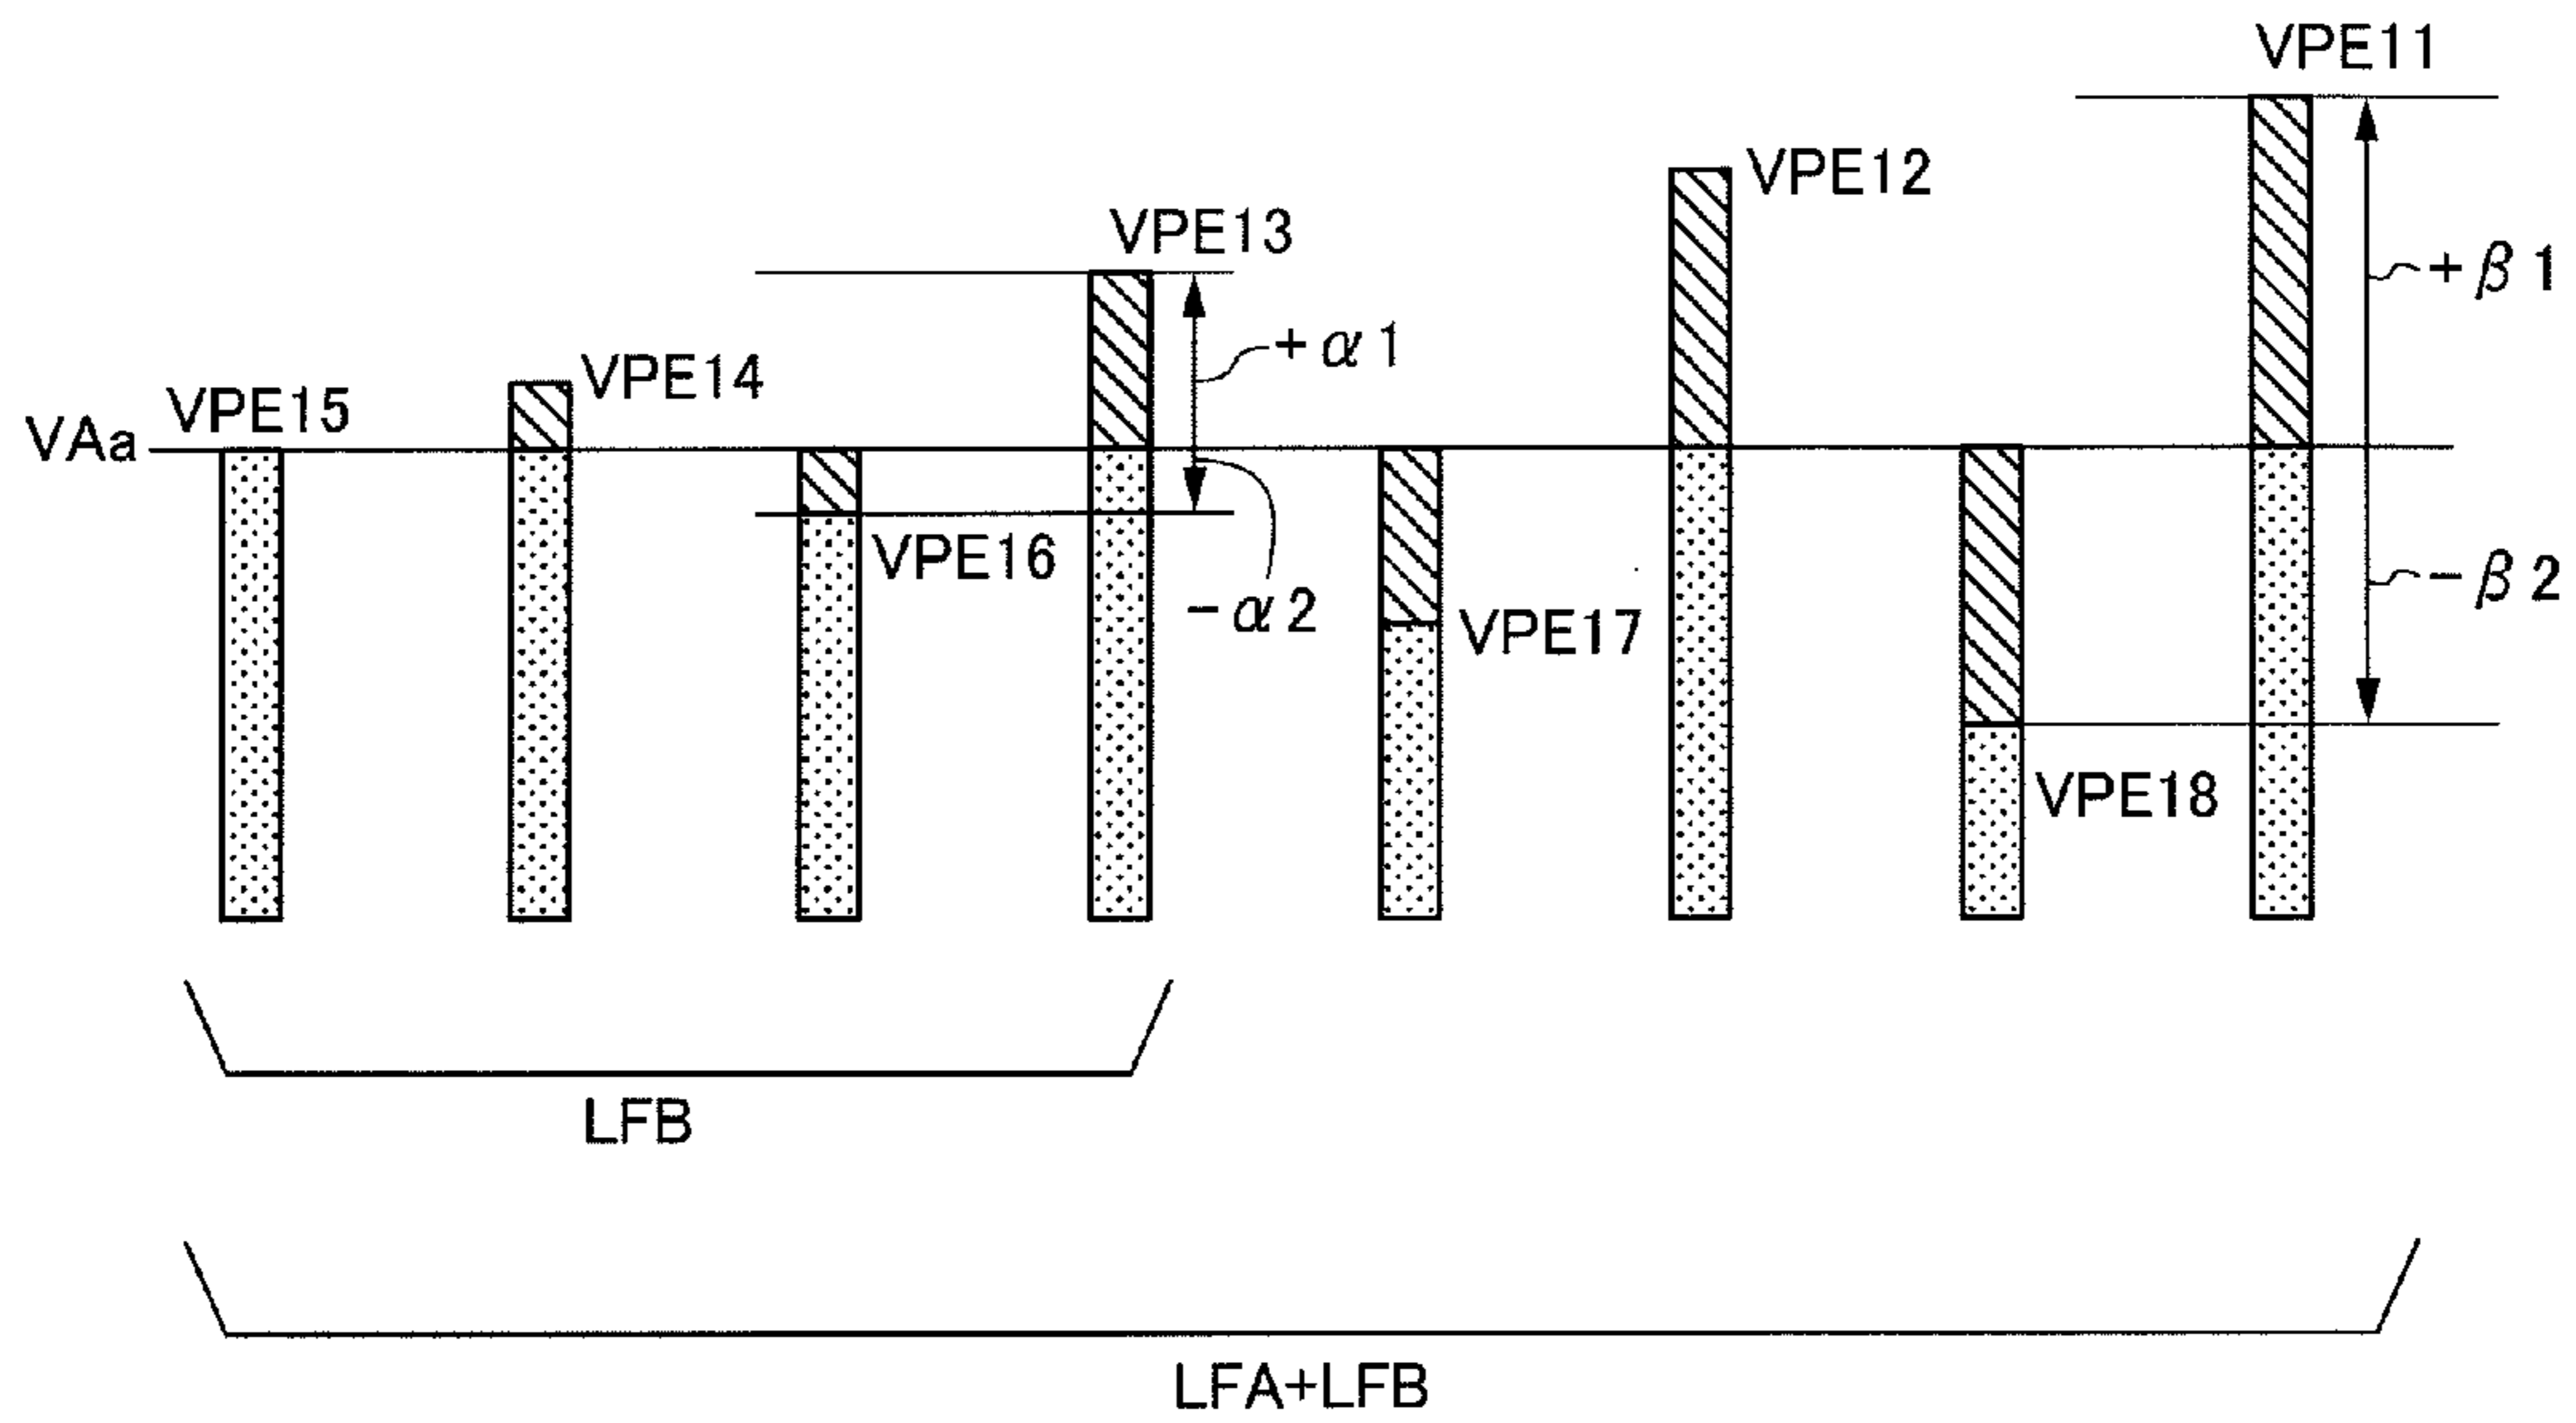 VPE11
VPE12
VPE13
+β1
+α1
VPE14
VPE15
VAa
VPE16
-α2
-β2
VPE17
VPE18
LFB
LFA+LFB